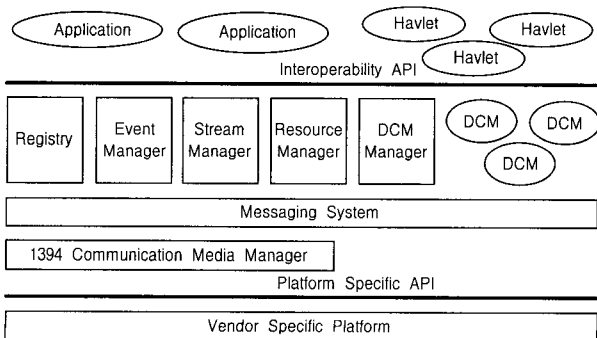 Application
Application
Havlet
Havlet
Havlet
Interoperability API
Registry
Event
Manager
Stream
Manager
Resource
Manager
DCM
Manager
DCM
DCM
DCM
Messaging System
1394 Communication Media Manager
Platform Specific API
Vendor Specific Platform